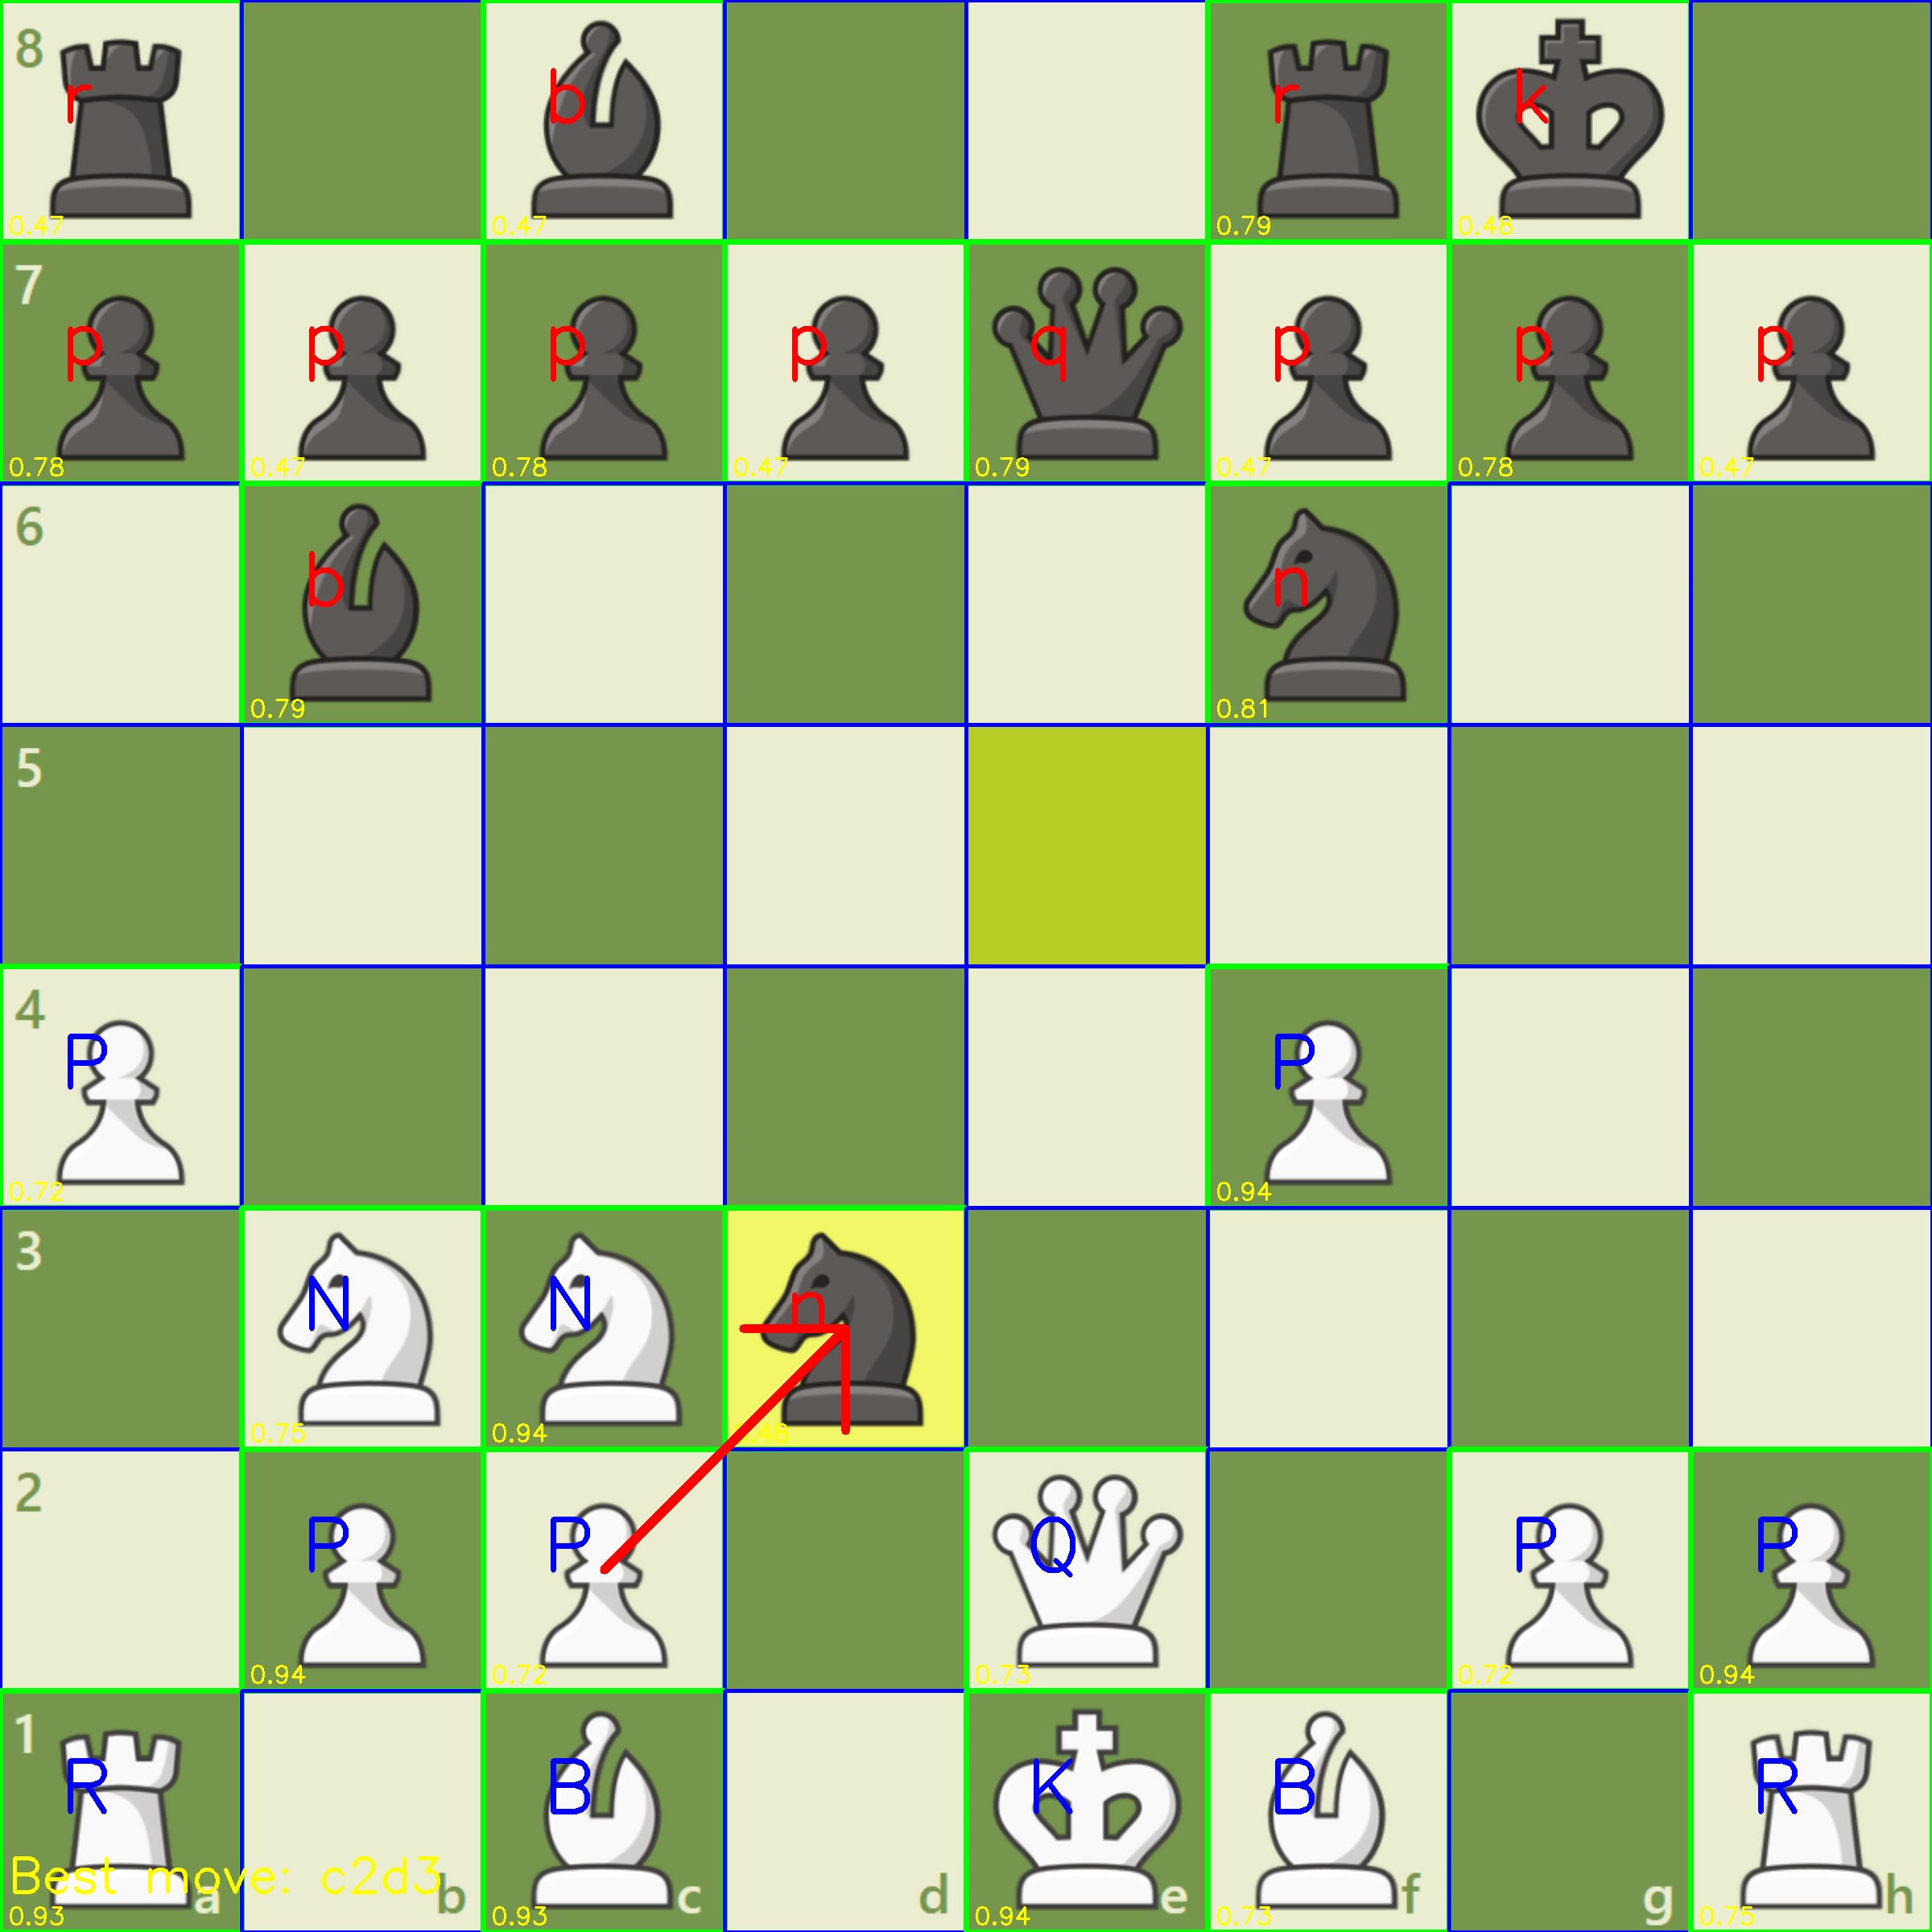 8 r b r k
0.47 0.47 0.79 0.48
7 p p p p q p p p
0.78 0.47 0.78 0.47 0.79 0.47 0.78 0.47
6 b n
0.79 0.81
5
4 P P
0.72 0.94
3 N N n
0.75 0.94
2 P P Q P P
0.94 0.72 0.73 0.72 0.94
1 R B K B R
Best move: c2d3
a b c d e f g h
0.93 0.93 0.94 0.73 0.75